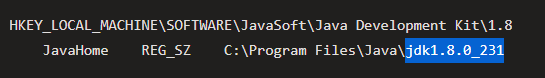 HKEY_LOCAL_MACHINE\SOFTWARE\JavaSoft\Java Development Kit\1.8
JavaHome    REG_SZ    C:\Program Files\Java\jdk1.8.0_231